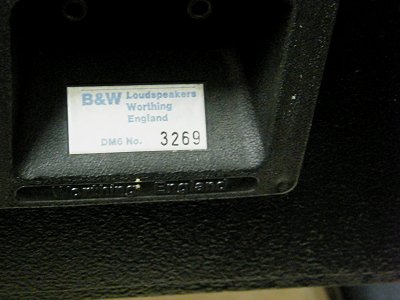 B&W Loudspeakers
Worthing
England
DM6 No. 3269
Worthing England